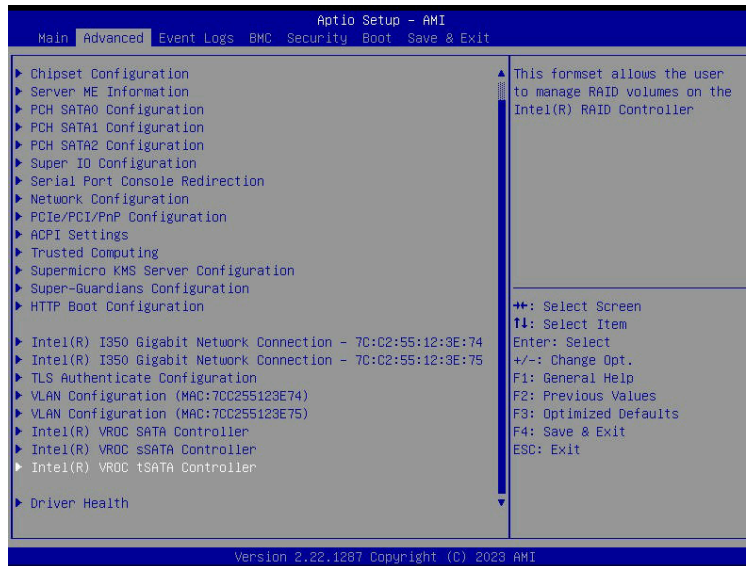 Aptio Setup - AMI
Main Advanced Event Logs BMC Security Boot Save & Exit
Chipset Configuration
Server ME Information
PCH SATA0 Configuration
PCH SATA1 Configuration
PCH SATA2 Configuration
Super IO Configuration
Serial Port Console Redirection
Network Configuration
PCIe/PCI/PnP Configuration
ACPI Settings
Trusted Computing
Supermicro KMS Server Configuration
Super-Guardians Configuration
HTTP Boot Configuration
Intel(R) I350 Gigabit Network Connection - 7C:C2:55:12:3E:74
Intel(R) I350 Gigabit Network Connection - 7C:C2:55:12:3E:75
TLS Authenticate Configuration
VLAN Configuration (MAC:7CC255123E74)
VLAN Configuration (MAC:7CC255123E75)
Intel(R) VROC SATA Controller
Intel(R) VROC sSATA Controller
Intel(R) VROC tSATA Controller
Driver Health
This formset allows the user
to manage RAID volumes on the
Intel(R) RAID Controller
→←: Select Screen
↑↓: Select Item
Enter: Select
+/-: Change Opt.
F1: General Help
F2: Previous Values
F3: Optimized Defaults
F4: Save & Exit
ESC: Exit
Version 2.22.1287 Copyright (C) 2023 AMI